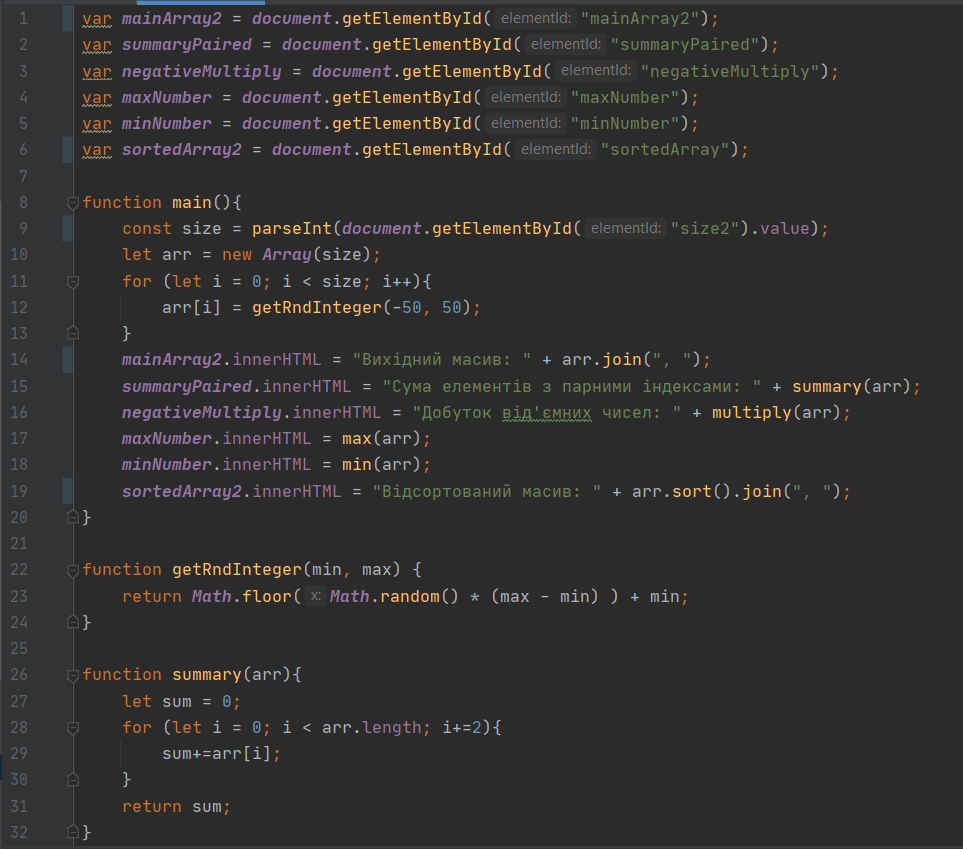 1 var mainArray2 = document.getElementById( elementId: "mainArray2");
2 var summaryPaired = document.getElementById( elementId: "summaryPaired");
3 var negativeMultiply = document.getElementById( elementId: "negativeMultiply");
4 var maxNumber = document.getElementById( elementId: "maxNumber");
5 var minNumber = document.getElementById( elementId: "minNumber");
6 var sortedArray2 = document.getElementById( elementId: "sortedArray");
7
8 function main(){
9 const size = parseInt(document.getElementById( elementId: "size2").value);
10 let arr = new Array(size);
11 for (let i = 0; i < size; i++){
12 arr[i] = getRndInteger(-50, 50);
13 }
14 mainArray2.innerHTML = "Вихідний масив: " + arr.join(", ");
15 summaryPaired.innerHTML = "Сума елементів з парними індексами: " + summary(arr);
16 negativeMultiply.innerHTML = "Добуток від'ємних чисел: " + multiply(arr);
17 maxNumber.innerHTML = max(arr);
18 minNumber.innerHTML = min(arr);
19 sortedArray2.innerHTML = "Відсортований масив: " + arr.sort().join(", ");
20 }
21
22 function getRndInteger(min, max) {
23 return Math.floor( x: Math.random() * (max - min) ) + min;
24 }
25
26 function summary(arr){
27 let sum = 0;
28 for (let i = 0; i < arr.length; i+=2){
29 sum+=arr[i];
30 }
31 return sum;
32 }